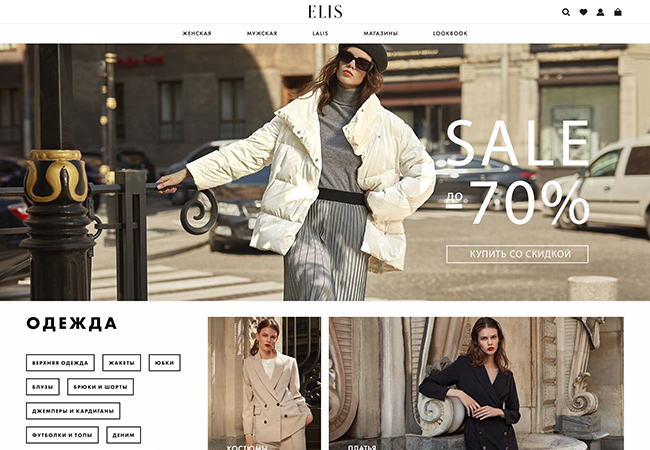 ELIS
ЖЕНСКАЯ МУЖСКАЯ LALIS МАГАЗИНЫ LOOKBOOK
SALE
ДО -70%
КУПИТЬ СО СКИДКОЙ
ОДЕЖДА
ВЕРХНЯЯ ОДЕЖДА ЖАКЕТЫ ЮБКИ
БЛУЗЫ БРЮКИ И ШОРТЫ
ДЖЕМПЕРЫ И КАРДИГАНЫ
ФУТБОЛКИ И ТОПЫ ДЕНИМ
КОСТЮМЫ ПЛАТЬЯ